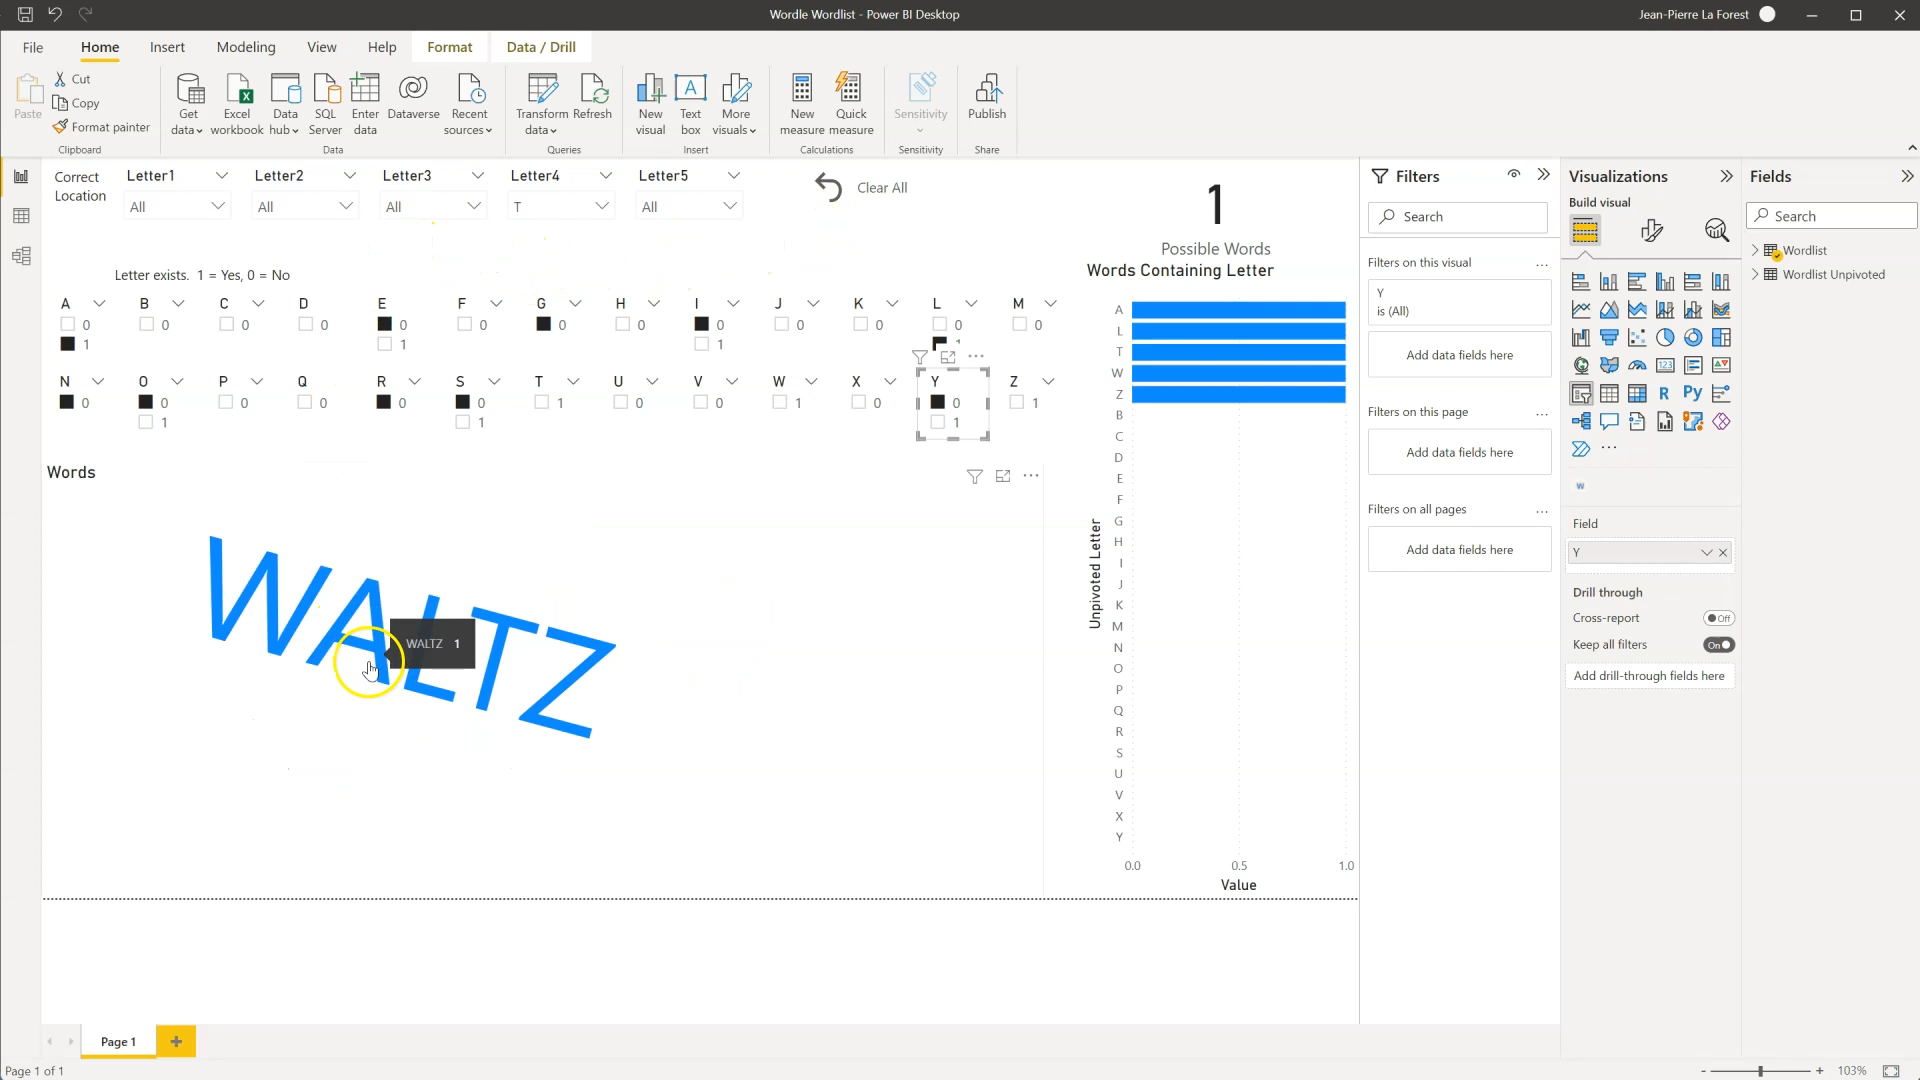 Wordle Wordlist - Power BI Desktop
Jean-Pierre La Forest
File Home Insert Modeling View Help Format Data / Drill
Paste
Cut
Copy
Format painter
Clipboard
Get data
Excel workbook
Data hub
SQL Server
Enter data
Dataverse
Recent sources
Data
Transform data
Refresh
Queries
New visual
Text box
More visuals
Insert
New measure
Quick measure
Calculations
Sensitivity
Sensitivity
Publish
Share
Correct Location
Letter1 Letter2 Letter3 Letter4 Letter5
All All All T All
Clear All
1
Possible Words
Letter exists. 1 = Yes, 0 = No
A B C D E F G H I J K L M
0 0 0 0 0 0 0 0 0 0 0 0 0
1 1 1
N O P Q R S T U V W X Y Z
0 0 0 0 0 0 1 0 0 1 0 0 1
1 1 1
Words
WALTZ
WALTZ 1
Words Containing Letter
A
L
T
W
Z
B
C
D
E
F
G
H
I
J
K
M
N
O
P
Q
R
S
U
V
X
Y
Unpivoted Letter
0.0 0.5 1.0
Value
Filters
Search
Filters on this visual
Y
is (All)
Add data fields here
Filters on this page
Add data fields here
Filters on all pages
Add data fields here
Visualizations
Build visual
R Py
W
Field
Y
Drill through
Cross-report Off
Keep all filters On
Add drill-through fields here
Fields
Search
Wordlist
Wordlist Unpivoted
Page 1
Page 1 of 1
- + 103%